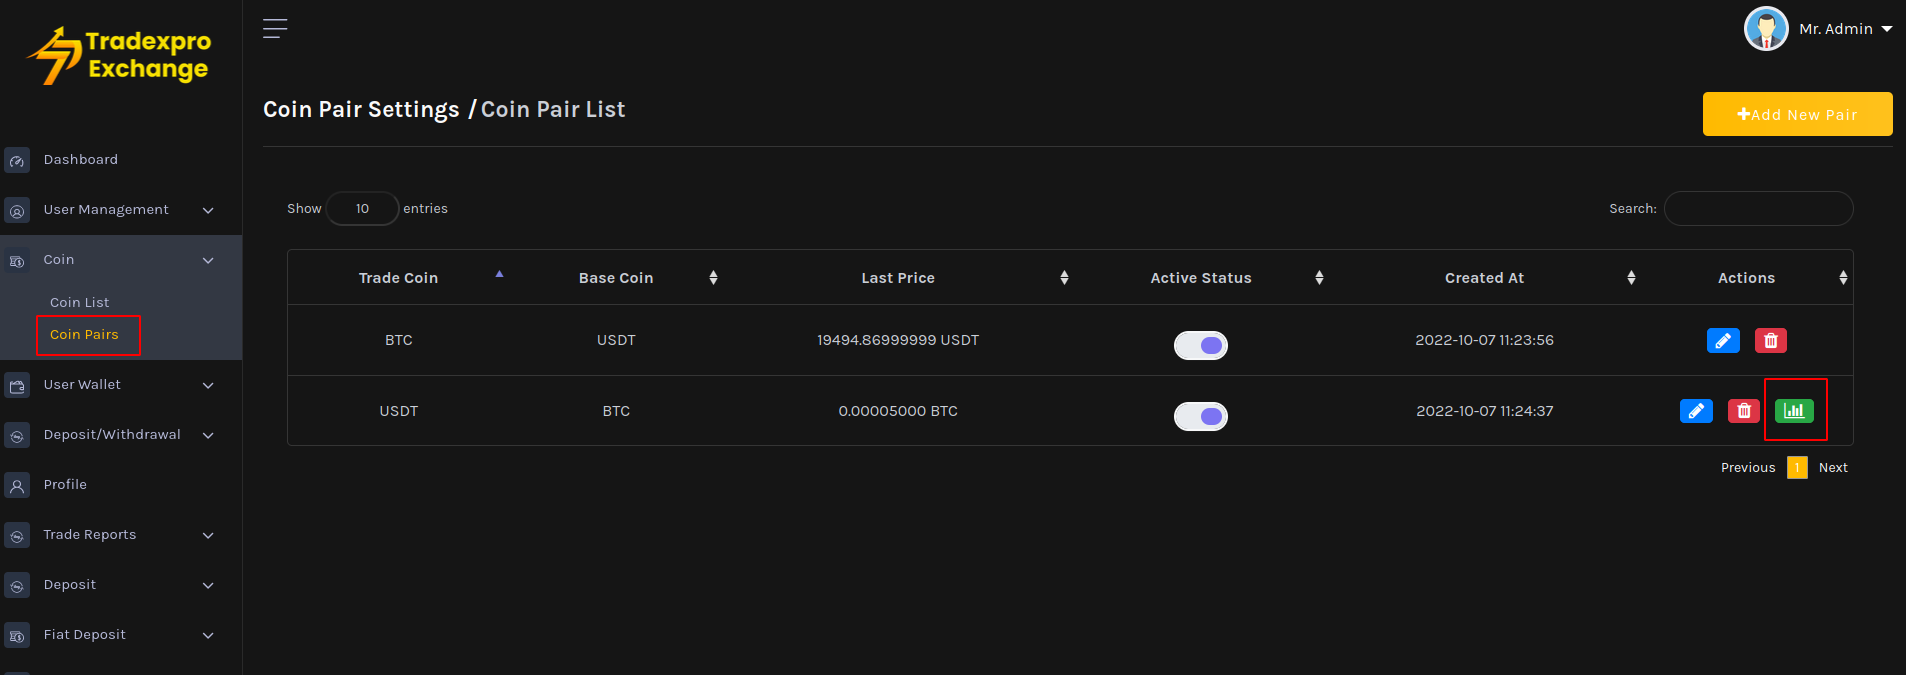 Tradexpro
Exchange
Mr. Admin
Coin Pair Settings / Coin Pair List
+Add New Pair
Dashboard
User Management
Coin
Coin List
Coin Pairs
User Wallet
Deposit/Withdrawal
Profile
Trade Reports
Deposit
Fiat Deposit
Show 10 entries
Search:
Trade Coin Base Coin Last Price Active Status Created At Actions
BTC USDT 19494.86999999 USDT 2022-10-07 11:23:56
USDT BTC 0.00005000 BTC 2022-10-07 11:24:37
Previous 1 Next